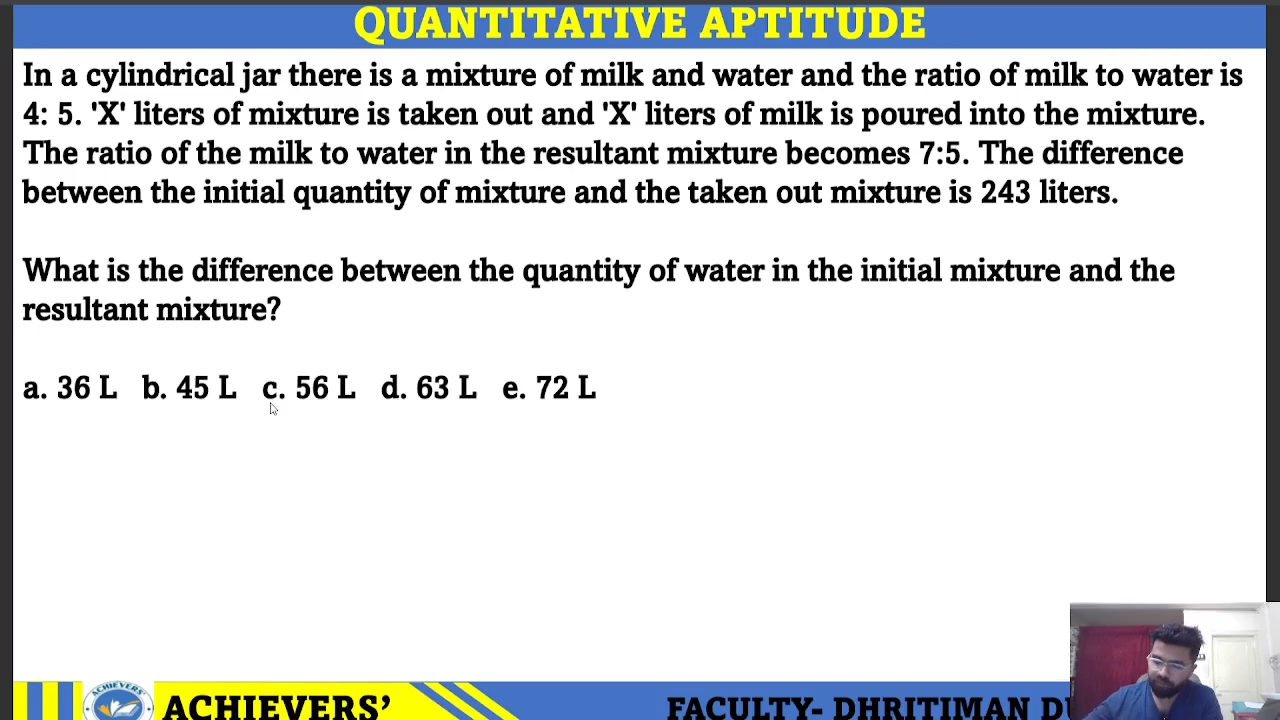 QUANTITATIVE APTITUDE
In a cylindrical jar there is a mixture of milk and water and the ratio of milk to water is
4: 5. 'X' liters of mixture is taken out and 'X' liters of milk is poured into the mixture.
The ratio of the milk to water in the resultant mixture becomes 7:5. The difference
between the initial quantity of mixture and the taken out mixture is 243 liters.
What is the difference between the quantity of water in the initial mixture and the
resultant mixture?
a. 36 L b. 45 L c. 56 L d. 63 L e. 72 L
ACHIEVERS'
ACHIEVERS’
FACULTY- DHRITIMAN